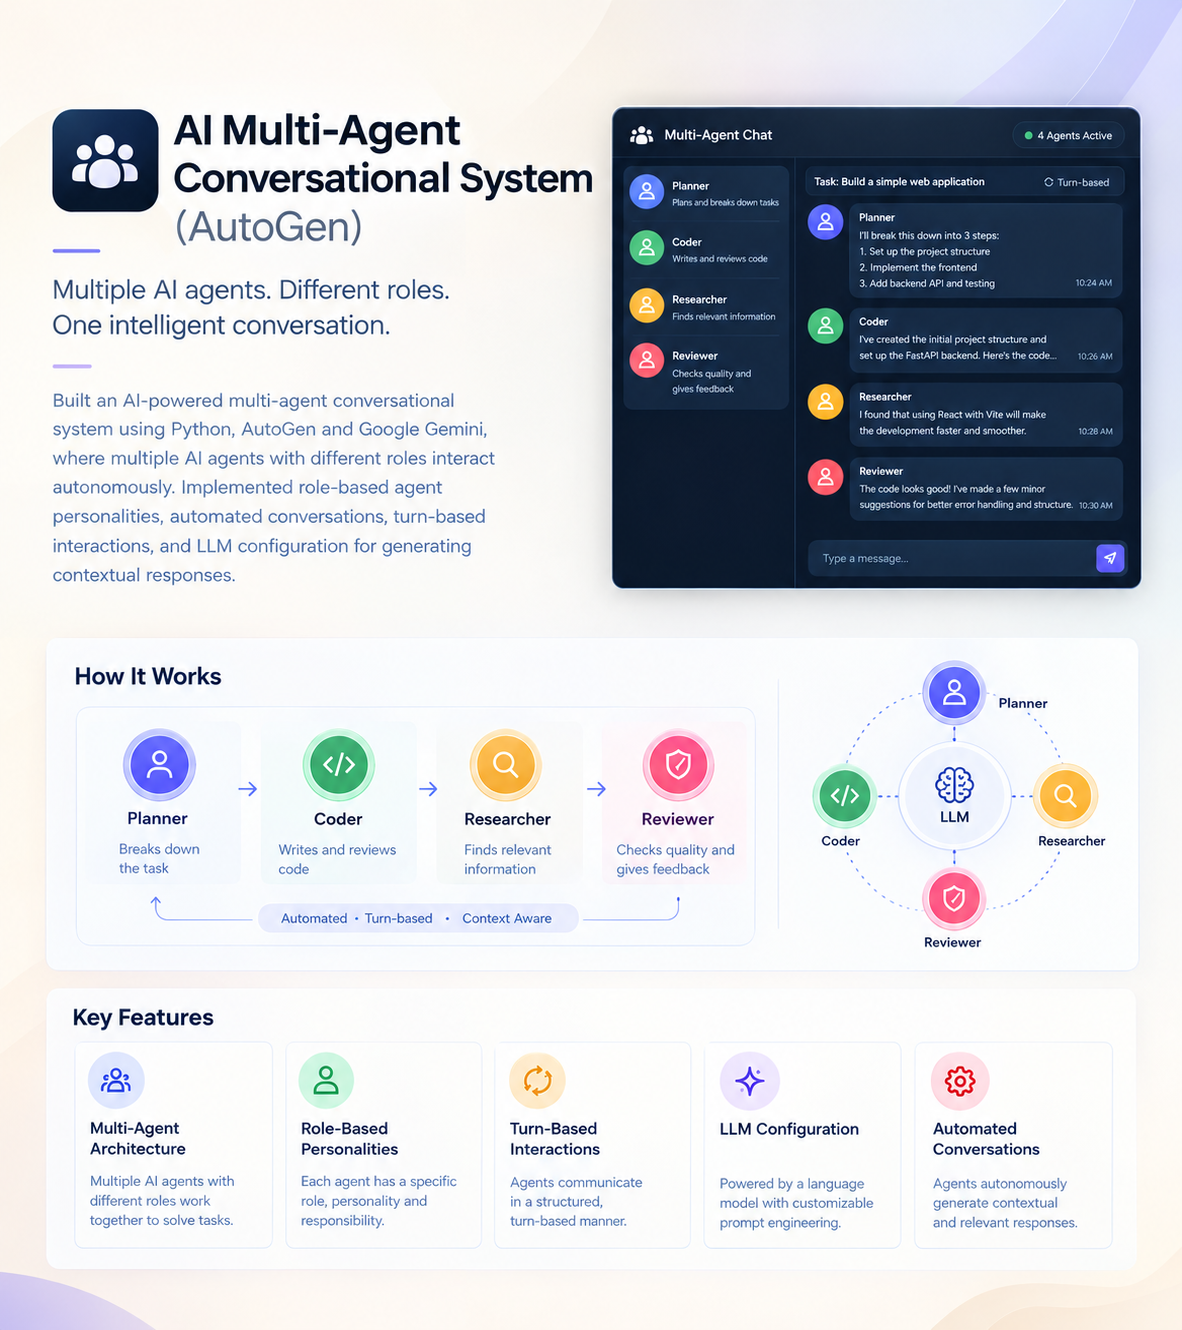 AI Multi-Agent
Conversational System
(AutoGen)
Multiple AI agents. Different roles.
One intelligent conversation.
Built an AI-powered multi-agent conversational
system using Python, AutoGen and Google Gemini,
where multiple AI agents with different roles interact
autonomously. Implemented role-based agent
personalities, automated conversations, turn-based
interactions, and LLM configuration for generating
contextual responses.
Multi-Agent Chat
4 Agents Active
Planner
Plans and breaks down tasks
Coder
Writes and reviews code
Researcher
Finds relevant information
Reviewer
Checks quality and
gives feedback
Task: Build a simple web application
Turn-based
Planner
I'll break this down into 3 steps:
1. Set up the project structure
2. Implement the frontend
3. Add backend API and testing
10:24 AM
Coder
I've created the initial project structure and
set up the FastAPI backend. Here's the code...
10:26 AM
Researcher
I found that using React with Vite will make
the development faster and smoother.
10:28 AM
Reviewer
The code looks good! I've made a few minor
suggestions for better error handling and structure.
10:30 AM
Type a message...
How It Works
Planner
Breaks down
the task
Coder
Writes and reviews
code
Researcher
Finds relevant
information
Reviewer
Checks quality and
gives feedback
Automated • Turn-based • Context Aware
Planner
LLM
Coder
Researcher
Reviewer
Key Features
Multi-Agent
Architecture
Multiple AI agents with
different roles work
together to solve tasks.
Role-Based
Personalities
Each agent has a specific
role, personality and
responsibility.
Turn-Based
Interactions
Agents communicate
in a structured,
turn-based manner.
LLM Configuration
Powered by a language
model with customizable
prompt engineering.
Automated
Conversations
Agents autonomously
generate contextual
and relevant responses.